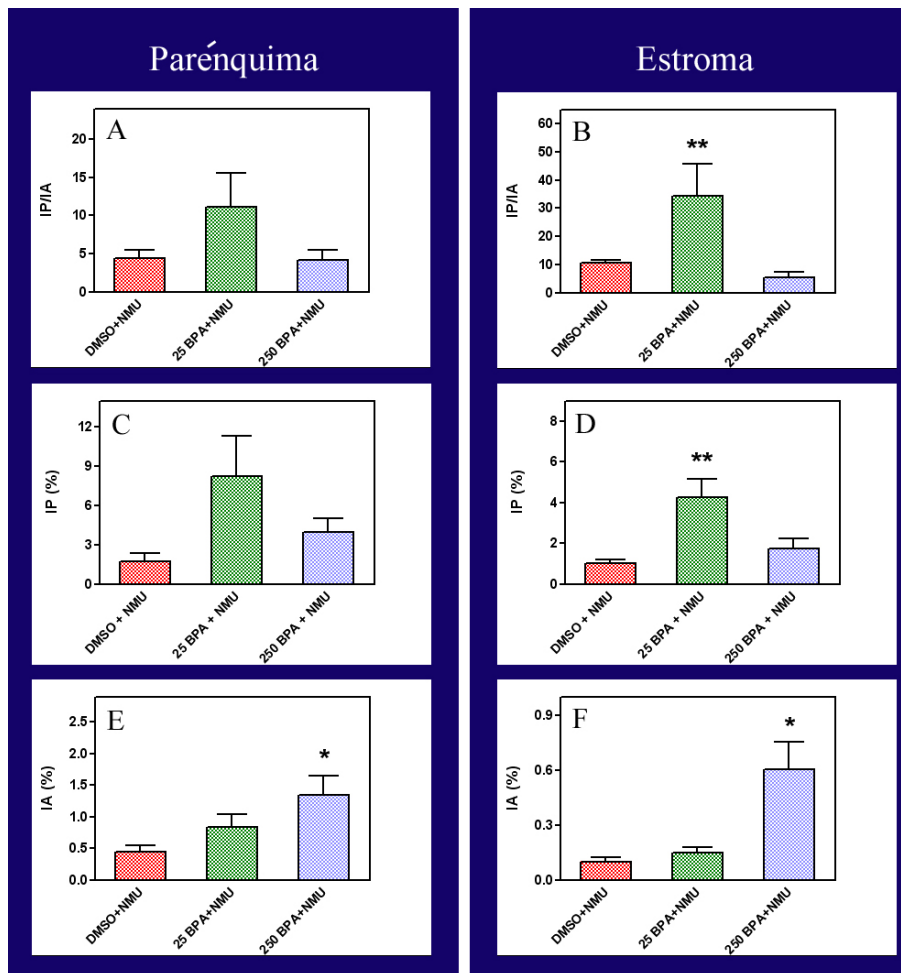 Parénquima
A
IP/IA
20
15
10
5
0
DMSO+NMU
25 BPA+NMU
250 BPA+NMU
C
IP (%)
12
9
6
3
0
DMSO + NMU
25 BPA + NMU
250 BPA + NMU
E
IA (%)
2.5
2.0
1.5
1.0
0.5
0.0
*
DMSO+NMU
25 BPA+NMU
250 BPA+NMU
Estroma
B
IP/IA
60
50
40
30
20
10
0
**
DMSO+NMU
25 BPA+NMU
250 BPA+NMU
D
IP (%)
8
6
4
2
0
**
DMSO + NMU
25 BPA + NMU
250 BPA + NMU
F
IA (%)
0.9
0.6
0.3
0.0
*
DMSO+NMU
25 BPA+NMU
250 BPA+NMU